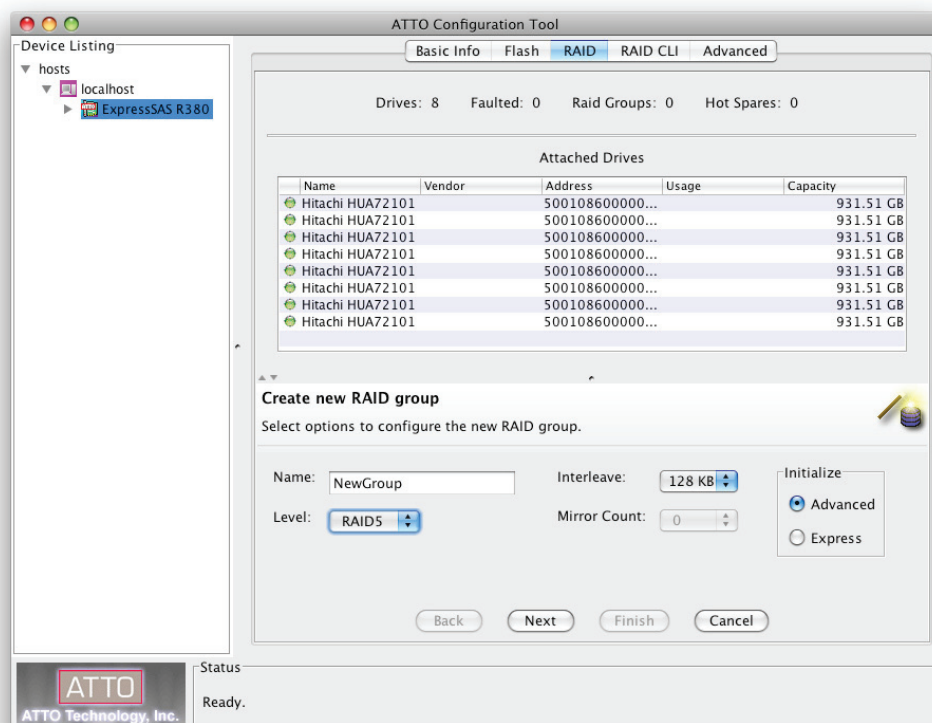 ATTO Configuration Tool
Device Listing
hosts
localhost
ExpressSAS R380
Basic Info Flash RAID RAID CLI Advanced
Drives: 8 Faulted: 0 Raid Groups: 0 Hot Spares: 0
Attached Drives
Name Vendor Address Usage Capacity
Hitachi HUA72101 500108600000... 931.51 GB
Hitachi HUA72101 500108600000... 931.51 GB
Hitachi HUA72101 500108600000... 931.51 GB
Hitachi HUA72101 500108600000... 931.51 GB
Hitachi HUA72101 500108600000... 931.51 GB
Hitachi HUA72101 500108600000... 931.51 GB
Hitachi HUA72101 500108600000... 931.51 GB
Hitachi HUA72101 500108600000... 931.51 GB
Create new RAID group
Select options to configure the new RAID group.
Name: NewGroup Interleave: 128 KB Initialize
Advanced
Level: RAID5 Mirror Count: 0
Express
Back Next Finish Cancel
Status
Ready.
ATTO
ATTO Technology, Inc.